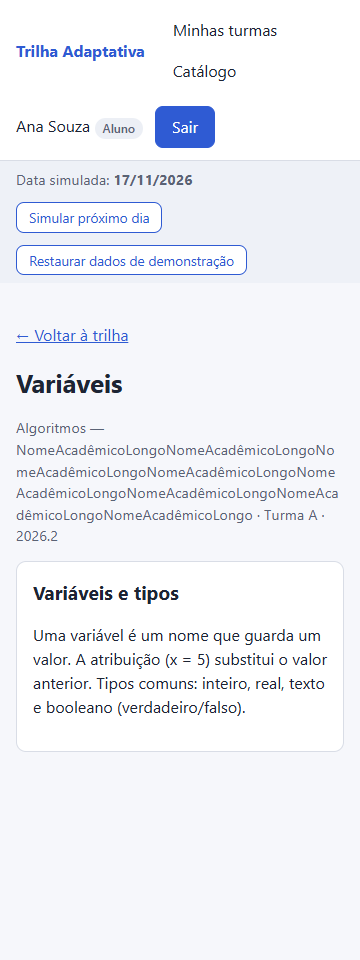 Trilha Adaptativa
Minhas turmas
Catálogo
Ana Souza Aluno
Sair
Data simulada: 17/11/2026
Simular próximo dia
Restaurar dados de demonstração
← Voltar à trilha
Variáveis
Algoritmos —
NomeAcadêmicoLongoNomeAcadêmicoLongoNo
meAcadêmicoLongoNomeAcadêmicoLongoNome
AcadêmicoLongoNomeAcadêmicoLongoNomeAca
dêmicoLongoNomeAcadêmicoLongo · Turma A ·
2026.2
Variáveis e tipos
Uma variável é um nome que guarda um
valor. A atribuição (x = 5) substitui o valor
anterior. Tipos comuns: inteiro, real, texto
e booleano (verdadeiro/falso).